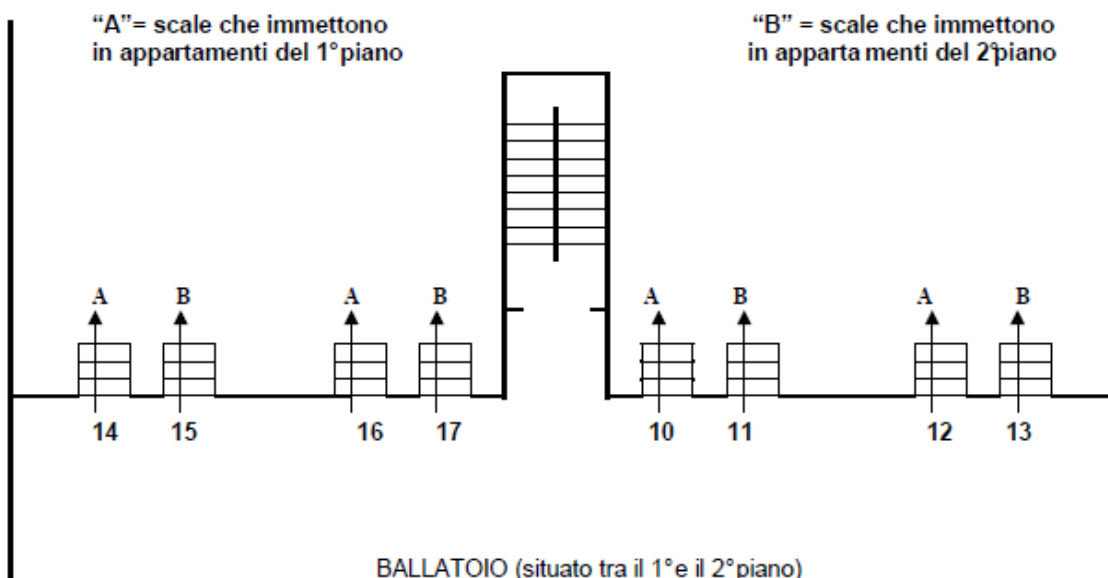 “A”= scale che immettono
in appartamenti del 1°piano
“B” = scale che immettono
in apparta menti del 2°piano
A B A B A B A B
14 15 16 17 10 11 12 13
BALLATOIO (situato tra il 1°e il 2°piano)